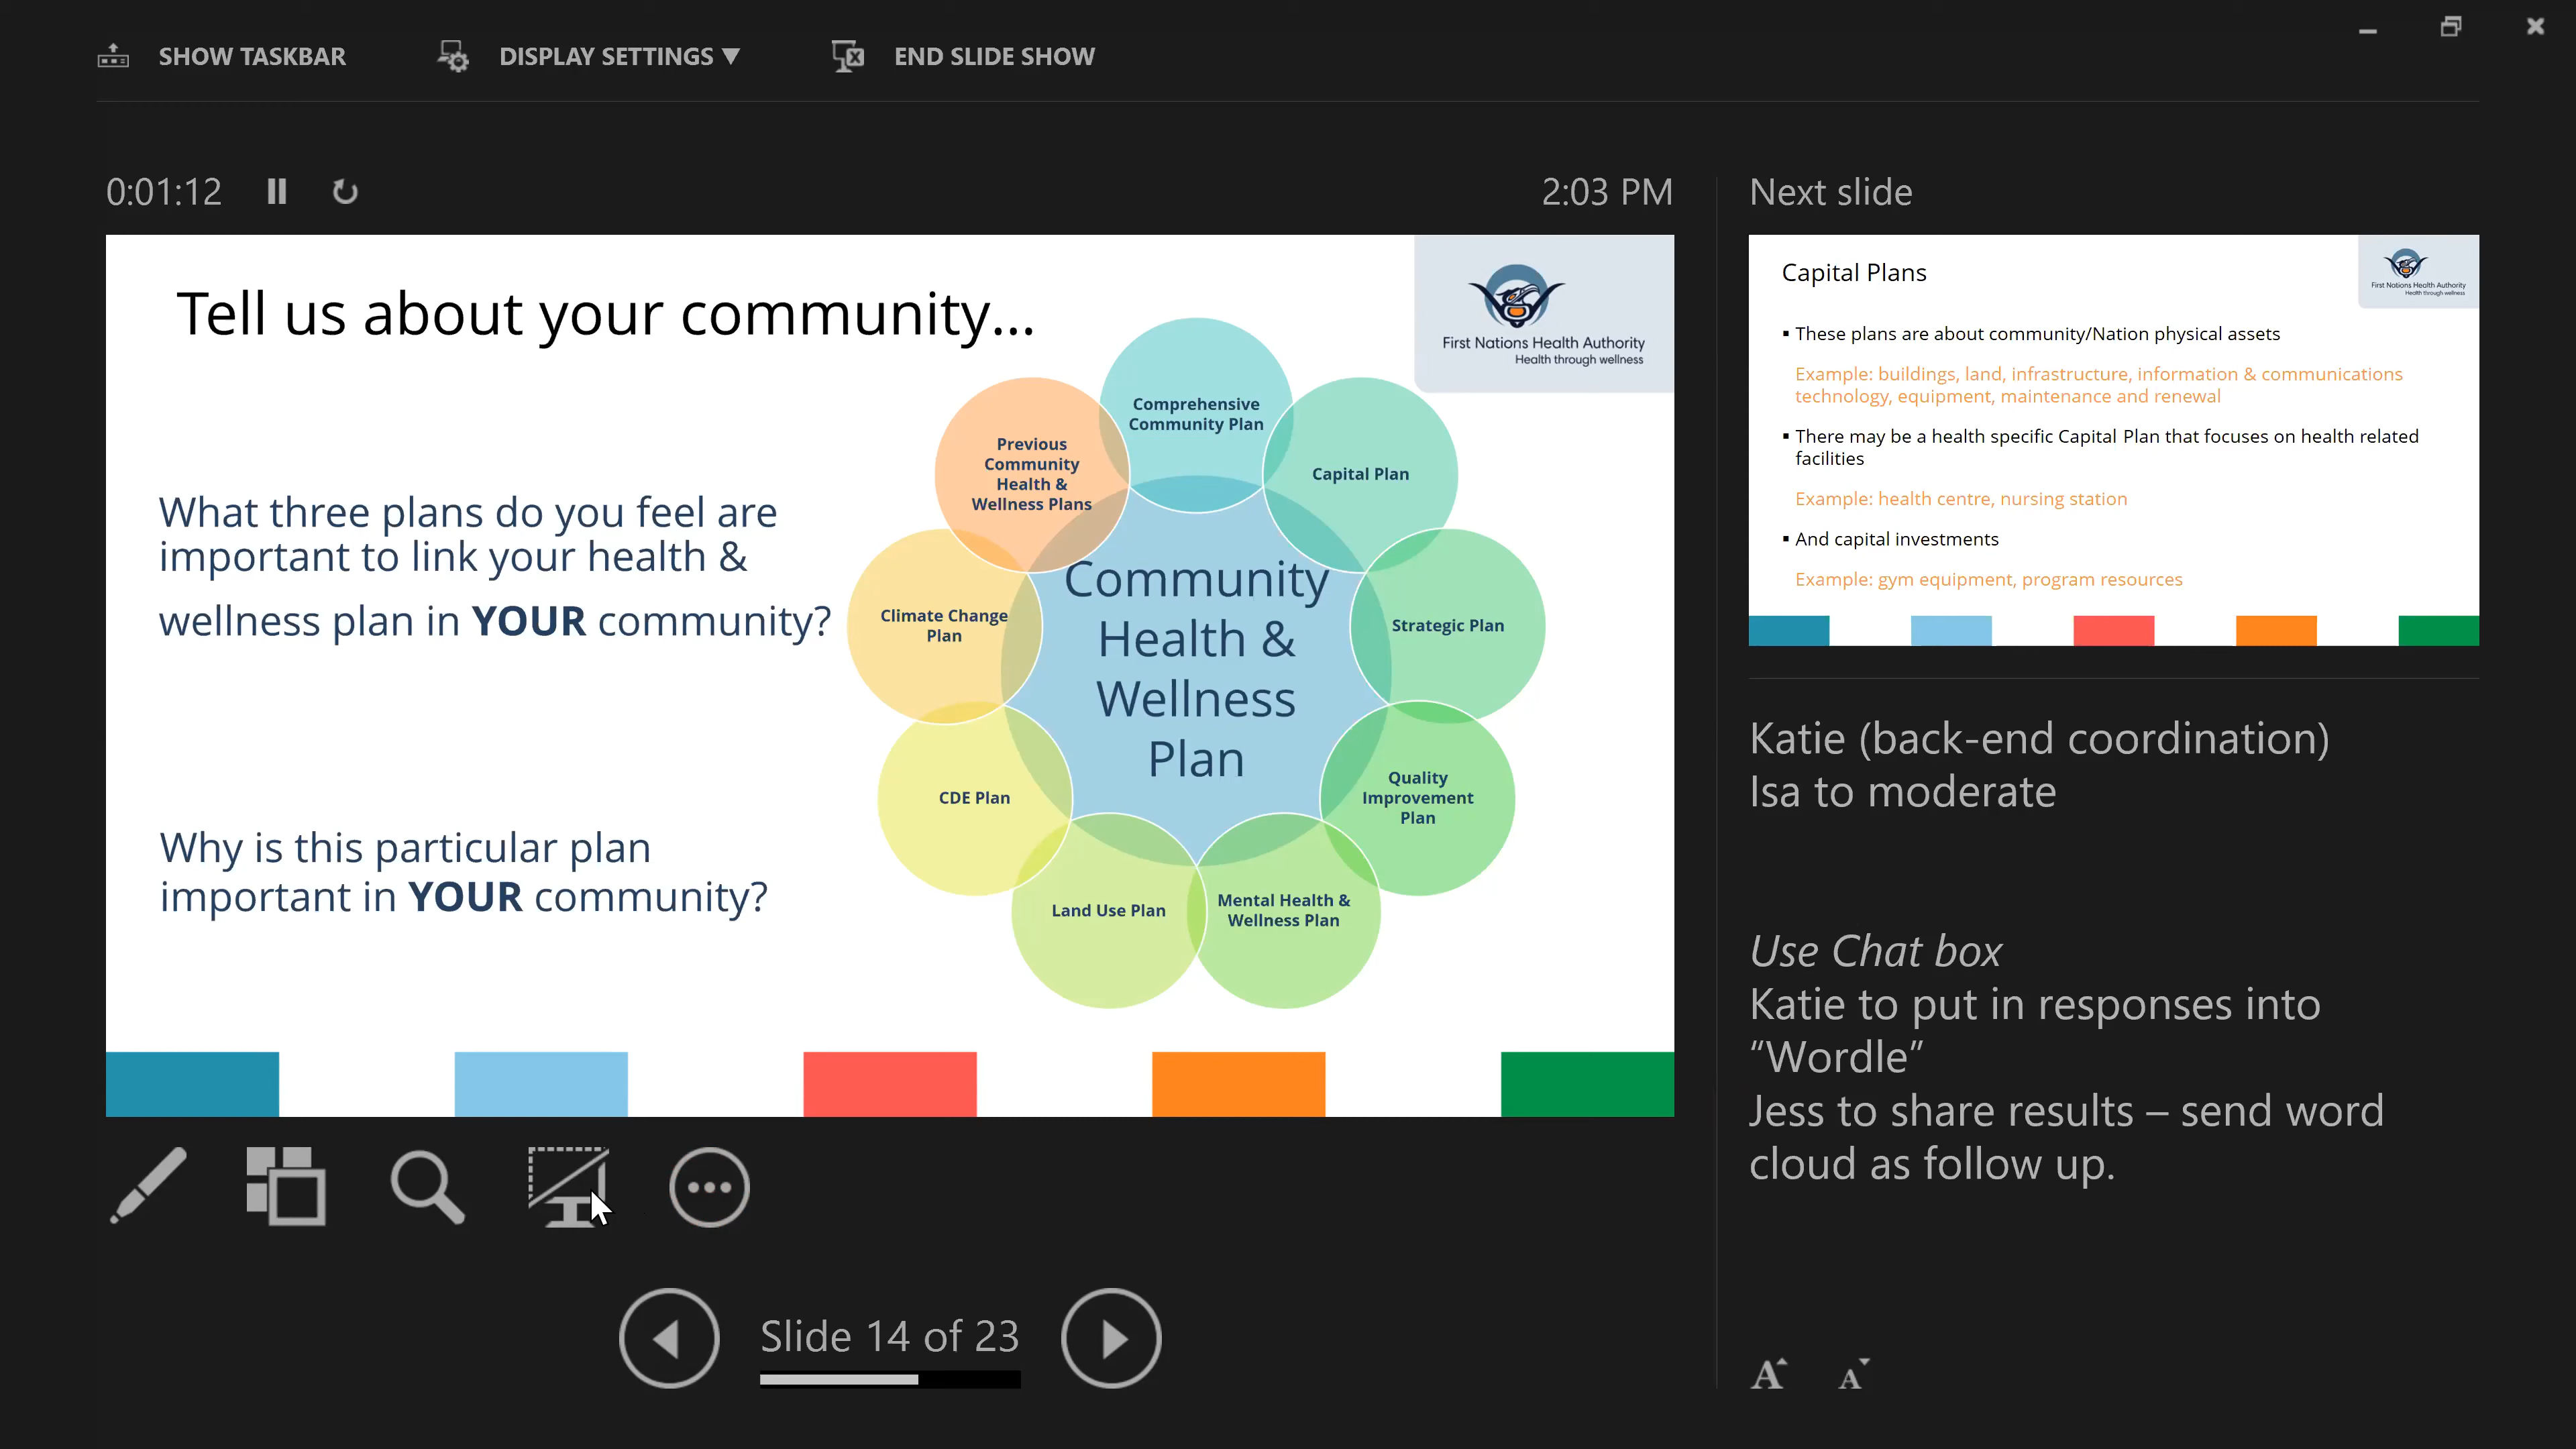 SHOW TASKBAR
DISPLAY SETTINGS ▼
END SLIDE SHOW
0:01:12
2:03 PM
Next slide
Tell us about your community...
First Nations Health Authority
Health through wellness
What three plans do you feel are
important to link your health &
wellness plan in YOUR community?
Why is this particular plan
important in YOUR community?
Comprehensive
Community Plan
Capital Plan
Strategic Plan
Quality
Improvement
Plan
Mental Health &
Wellness Plan
Land Use Plan
CDE Plan
Climate Change
Plan
Previous
Community
Health &
Wellness Plans
Community
Health &
Wellness
Plan
Capital Plans
First Nations Health Authority
Health through wellness
▪ These plans are about community/Nation physical assets
Example: buildings, land, infrastructure, information & communications
technology, equipment, maintenance and renewal
▪ There may be a health specific Capital Plan that focuses on health related
facilities
Example: health centre, nursing station
▪ And capital investments
Example: gym equipment, program resources
Katie (back-end coordination)
Isa to moderate
Use Chat box
Katie to put in responses into
“Wordle”
Jess to share results – send word
cloud as follow up.
Slide 14 of 23
A A